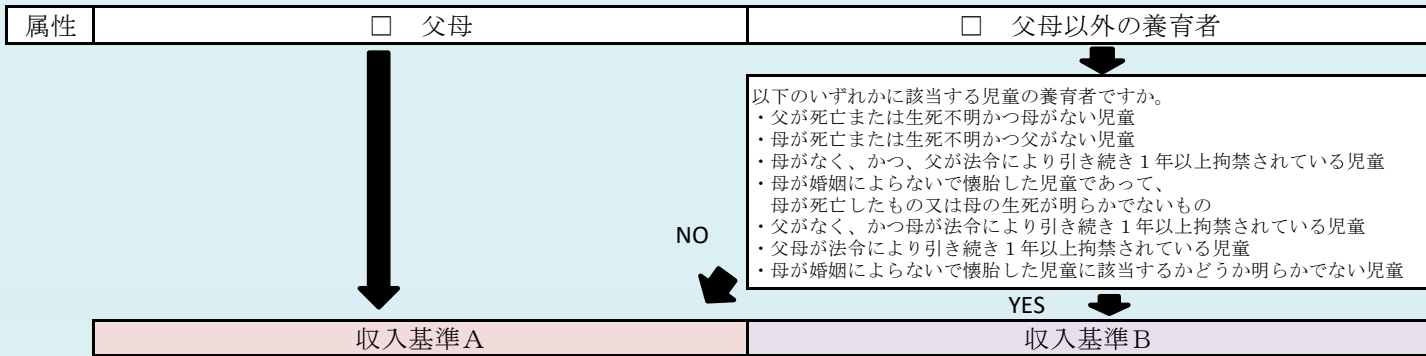 属性 □ 父母 □ 父母以外の養育者
以下のいずれかに該当する児童の養育者ですか。
・父が死亡または生死不明かつ母がない児童
・母が死亡または生死不明かつ父がない児童
・母がなく、かつ、父が法令により引き続き１年以上拘禁されている児童
・母が婚姻によらないで懐胎した児童であって、
母が死亡したもの又は母の生死が明らかでないもの
・父がなく、かつ母が法令により引き続き１年以上拘禁されている児童
・父母が法令により引き続き１年以上拘禁されている児童
・母が婚姻によらないで懐胎した児童に該当するかどうか明らかでない児童
NO
YES
収入基準Ａ 収入基準Ｂ